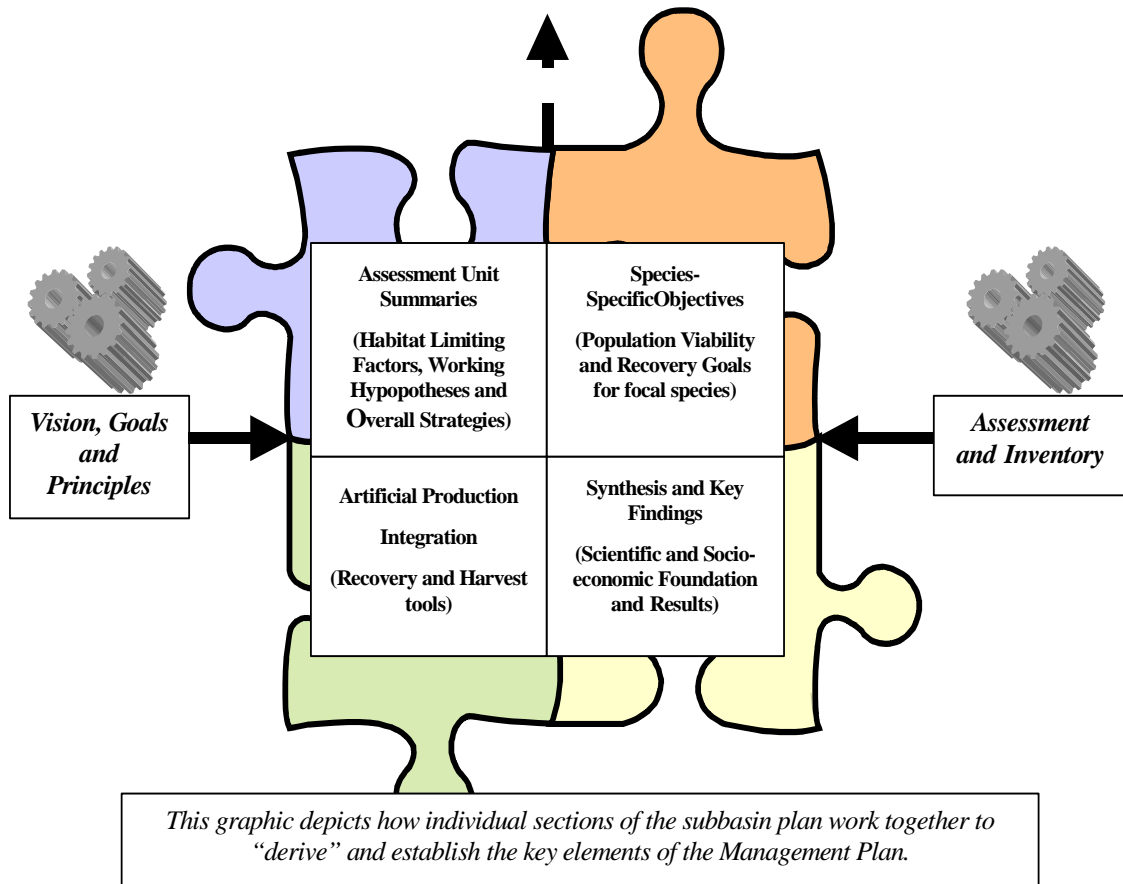 Assessment Unit
Summaries
(Habitat Limiting
Factors, Working
Hypopotheses and
Overall Strategies)
Species-
SpecificObjectives
(Population Viability
and Recovery Goals
for focal species)
Vision, Goals
and
Principles
Assessment
and Inventory
Artificial Production
Integration
(Recovery and Harvest
tools)
Synthesis and Key
Findings
(Scientific and Socio-
economic Foundation
and Results)
This graphic depicts how individual sections of the subbasin plan work together to
“derive” and establish the key elements of the Management Plan.